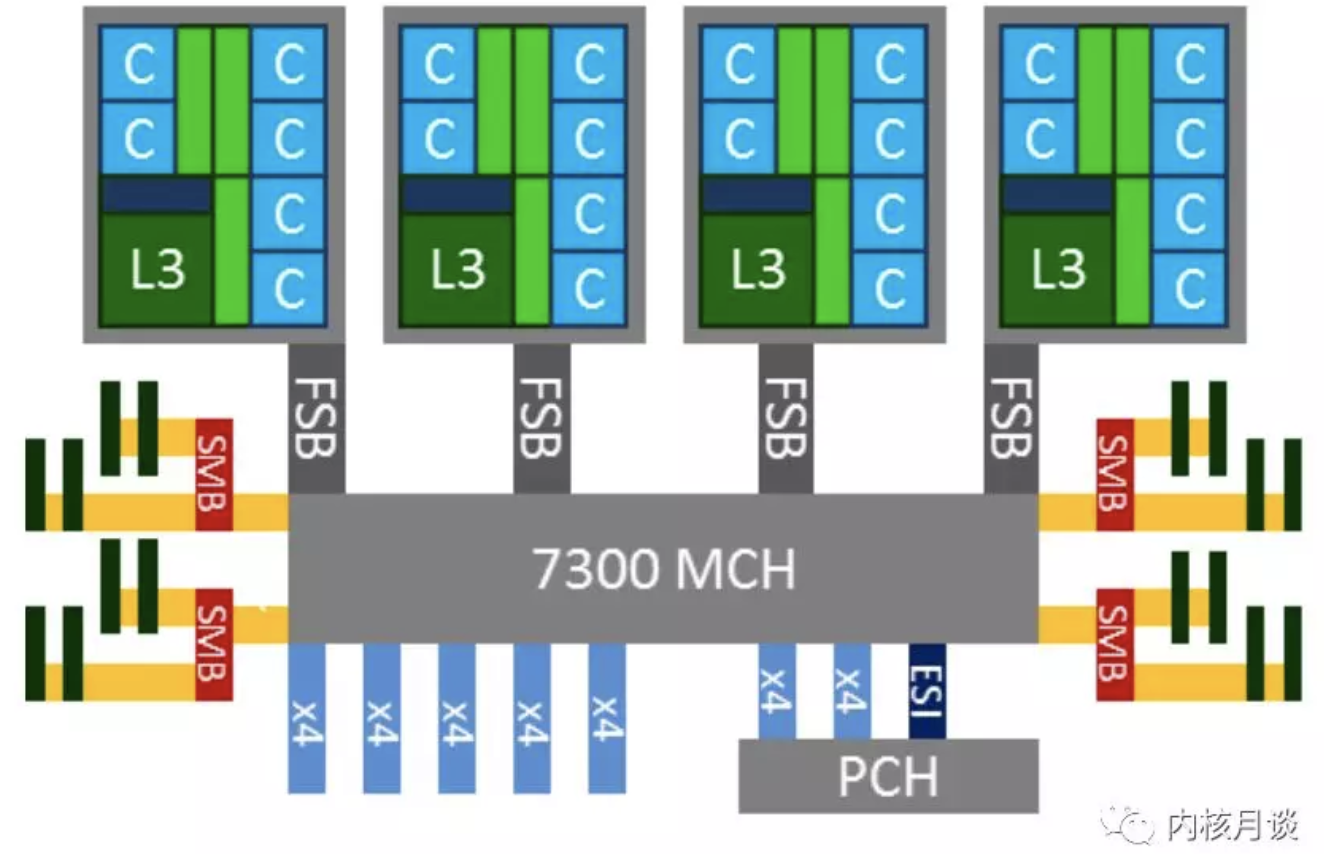 C C C C C C C C
C C C C C C C C
C C C C
L3 C L3 C L3 C L3 C
FSB FSB FSB FSB
SMB SMB
7300 MCH
SMB SMB
x4 x4 x4 x4 x4 x4 x4 ESI
PCH
内核月谈